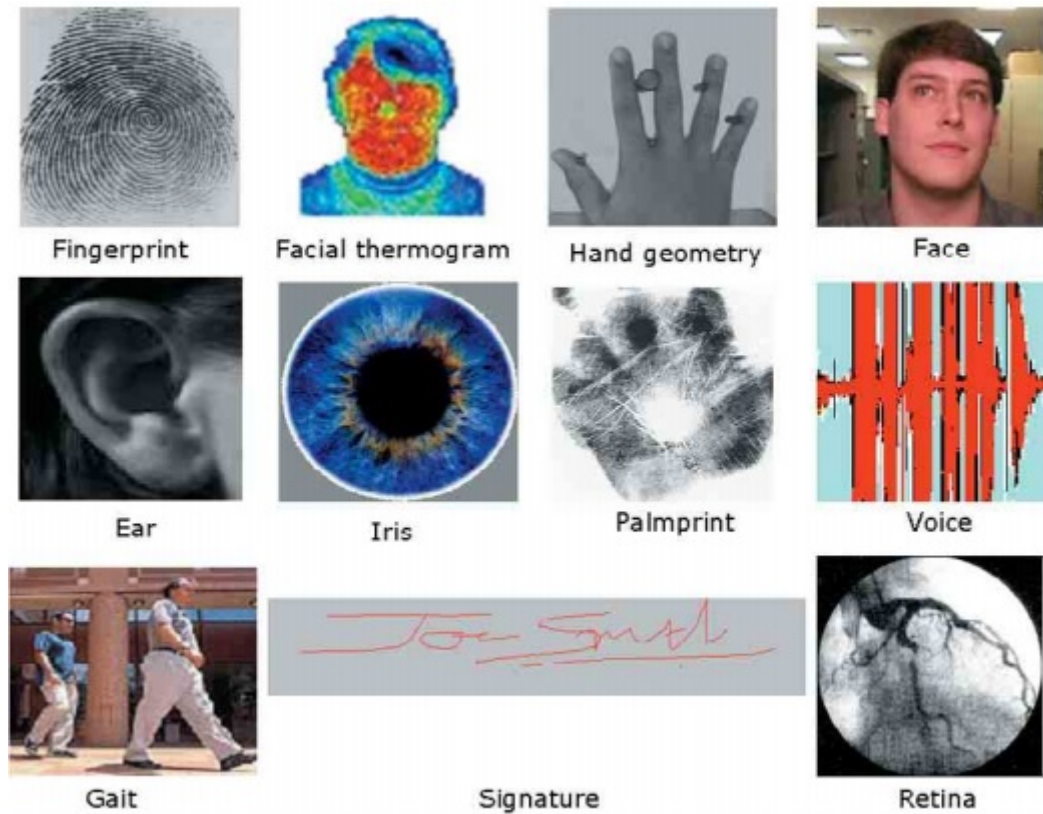 Fingerprint
Facial thermogram
Hand geometry
Face
Ear
Iris
Palmprint
Voice
Joe Smith
Gait
Signature
Retina